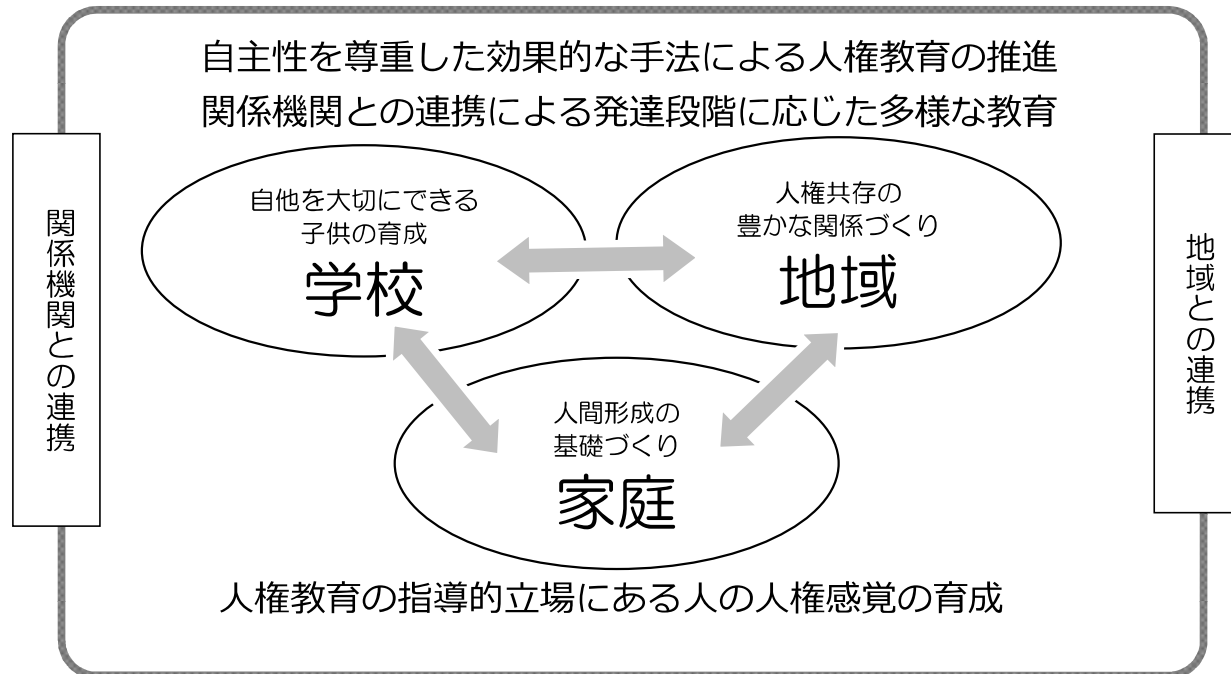 自主性を尊重した効果的な手法による人権教育の推進
関係機関との連携による発達段階に応じた多様な教育
関係機関との連携
自他を大切にできる
子供の育成
学校
人権共存の
豊かな関係づくり
地域
地域との連携
人間形成の
基礎づくり
家庭
人権教育の指導的立場にある人の人権感覚の育成